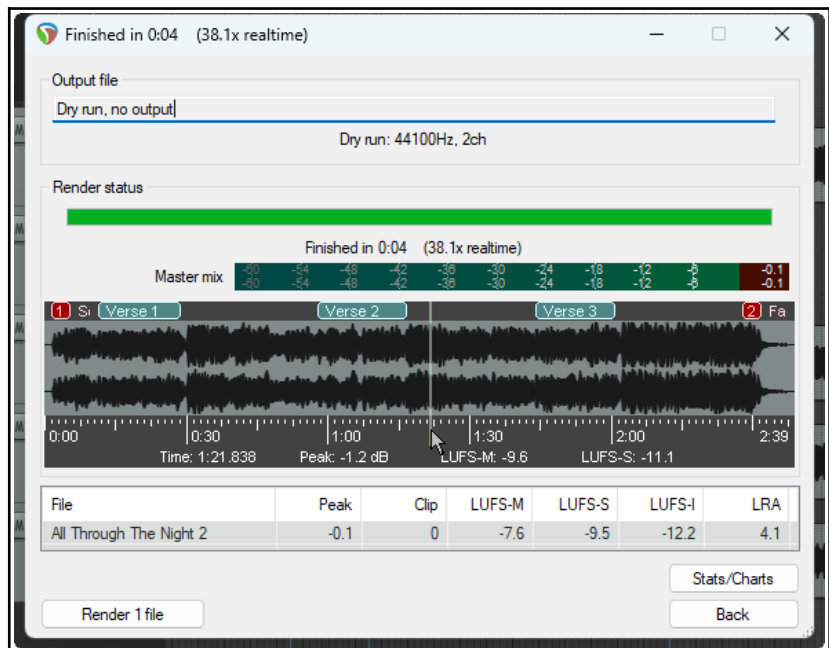 Finished in 0:04 (38.1x realtime)
Output file
Dry run, no output
Dry run: 44100Hz, 2ch
Render status
Finished in 0:04 (38.1x realtime)
Master mix -60 -54 -48 -42 -36 -30 -24 -18 -12 -6 -0.1
-60 -54 -48 -42 -36 -30 -24 -18 -12 -6 -0.1
1 Verse 1 Verse 2 Verse 3 2 Fa
0:00 0:30 1:00 1:30 2:00 2:39
Time: 1:21.838 Peak: -1.2 dB LUFS-M: -9.6 LUFS-S: -11.1
File Peak Clip LUFS-M LUFS-S LUFS-I LRA
All Through The Night 2 -0.1 0 -7.6 -9.5 -12.2 4.1
Stats/Charts
Render 1 file Back